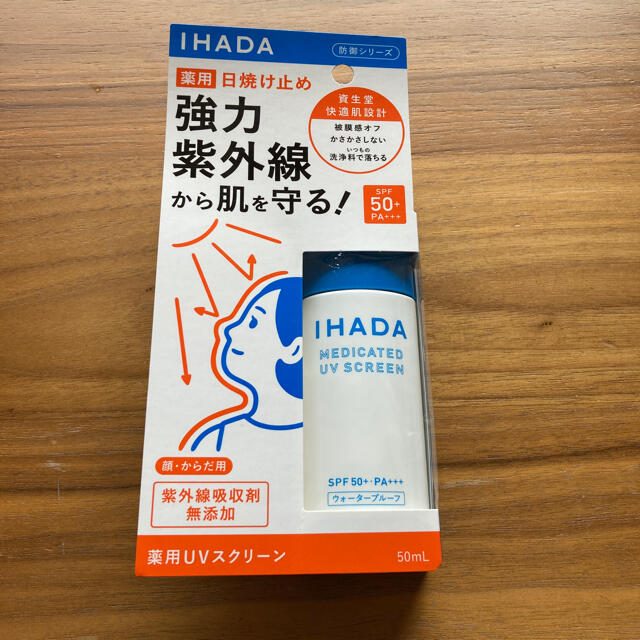 IHADA
防御シリーズ
薬用 日焼け止め
強力
紫外線
から肌を守る!
資生堂
快適肌設計
被膜感オフ
かさかさしない
いつもの
洗浄料で落ちる
SPF
50+
PA+++
IHADA
MEDICATED
UV SCREEN
SPF50+・PA+++
ウォータープルーフ
顔・からだ用
紫外線吸収剤
無添加
薬用UVスクリーン
50mL